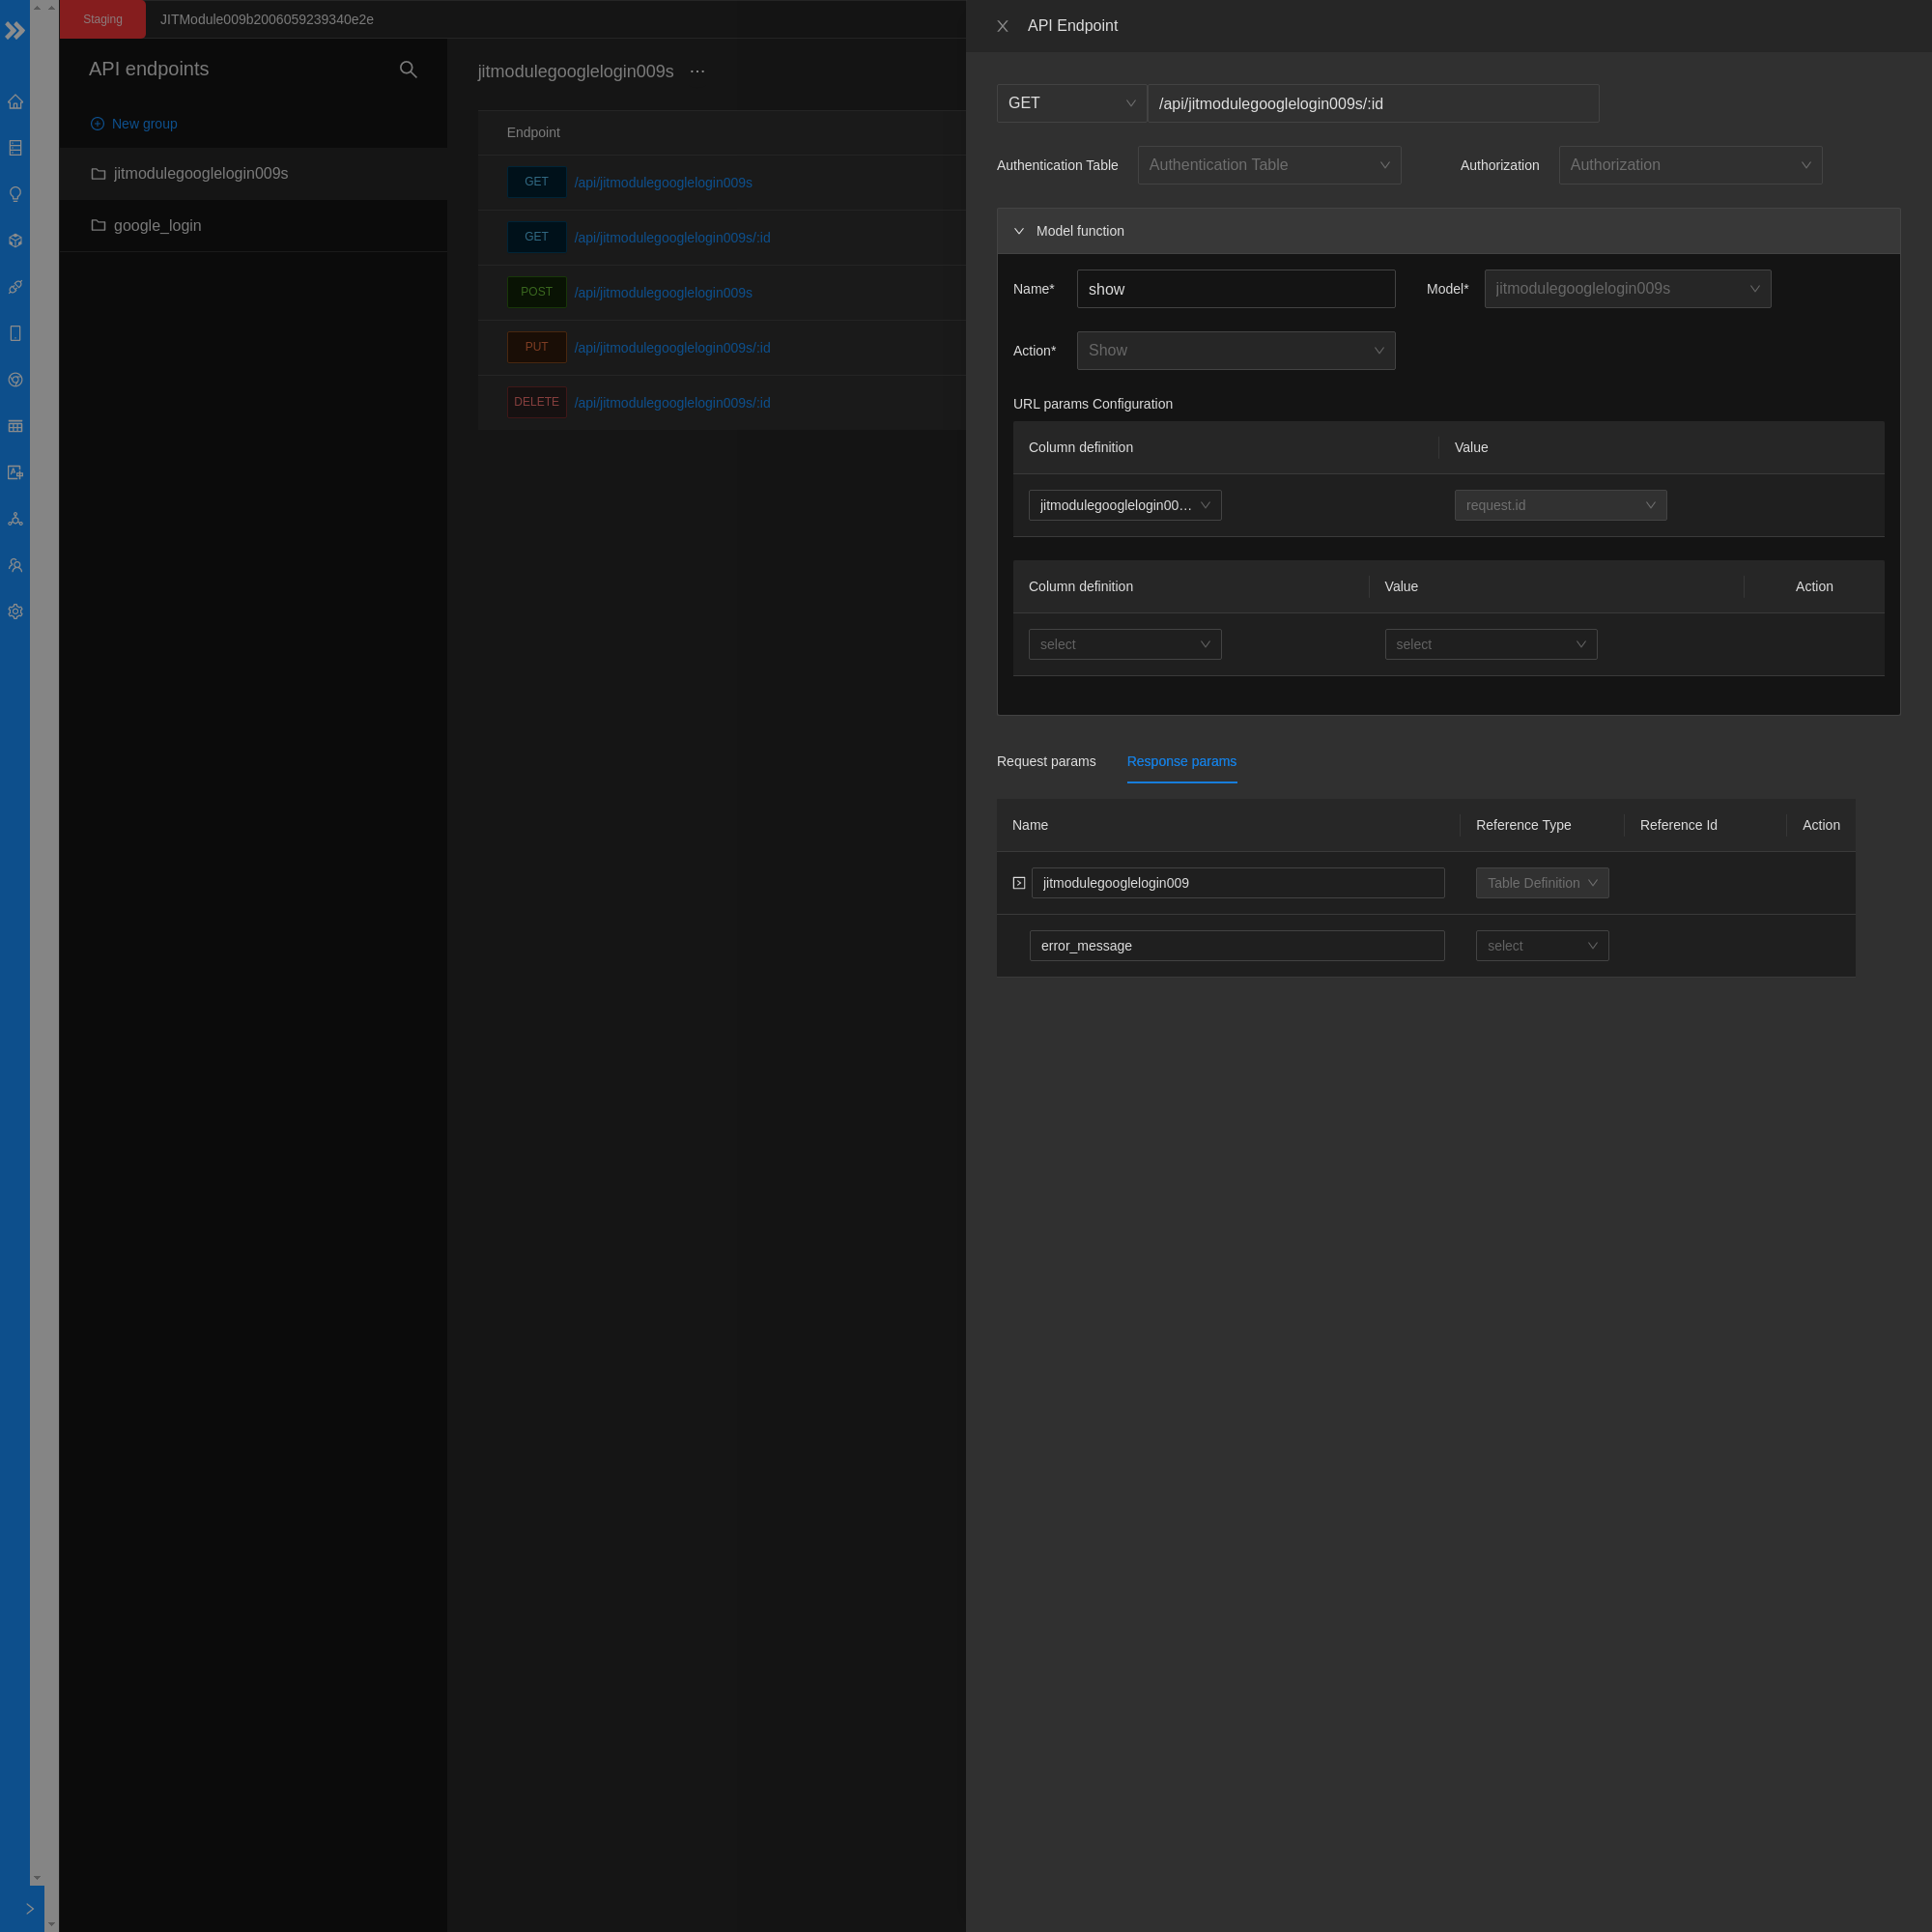 Staging
JITModule009b2006059239340e2e
API endpoints
New group
jitmodulegooglelogin009s
google_login
jitmodulegooglelogin009s ···
Endpoint
GET /api/jitmodulegooglelogin009s
GET /api/jitmodulegooglelogin009s/:id
POST /api/jitmodulegooglelogin009s
PUT /api/jitmodulegooglelogin009s/:id
DELETE /api/jitmodulegooglelogin009s/:id
API Endpoint
GET /api/jitmodulegooglelogin009s/:id
Authentication Table Authentication Table Authorization Authorization
Model function
Name* show Model* jitmodulegooglelogin009s
Action* Show
URL params Configuration
Column definition Value
jitmodulegooglelogin00... request.id
Column definition Value Action
select select
Request params Response params
Name Reference Type Reference Id Action
jitmodulegooglelogin009 Table Definition
error_message select